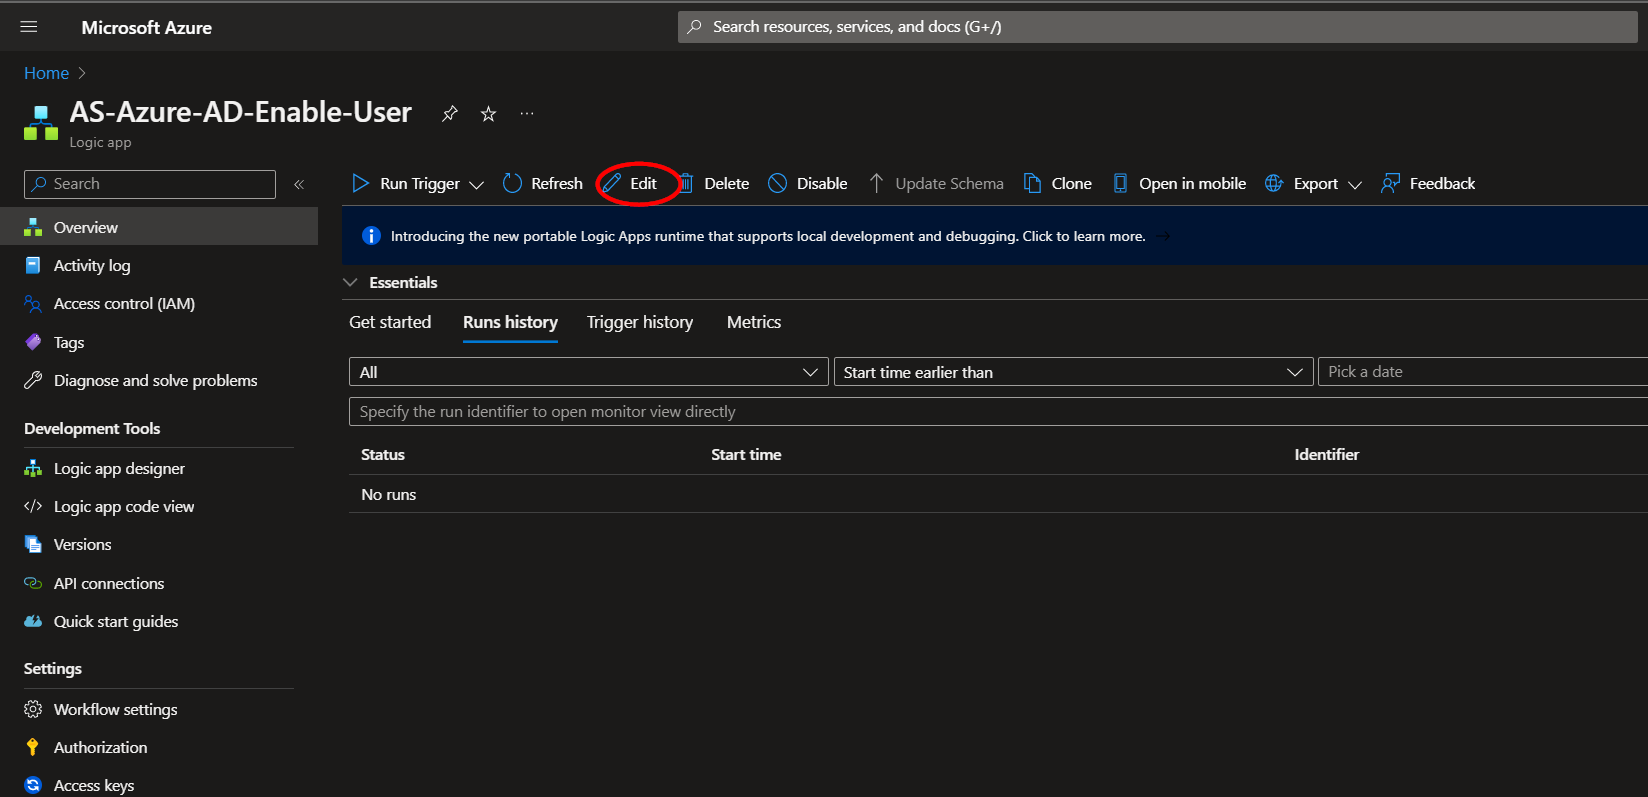 Microsoft Azure
Search resources, services, and docs (G+/)
Home
AS-Azure-AD-Enable-User
Logic app
Search
Run Trigger
Refresh
Edit
Delete
Disable
Update Schema
Clone
Open in mobile
Export
Feedback
Overview
Activity log
Access control (IAM)
Tags
Diagnose and solve problems
Development Tools
Logic app designer
Logic app code view
Versions
API connections
Quick start guides
Settings
Workflow settings
Authorization
Access keys
Introducing the new portable Logic Apps runtime that supports local development and debugging. Click to learn more.
Essentials
Get started
Runs history
Trigger history
Metrics
All
Start time earlier than
Pick a date
Specify the run identifier to open monitor view directly
Status
Start time
Identifier
No runs